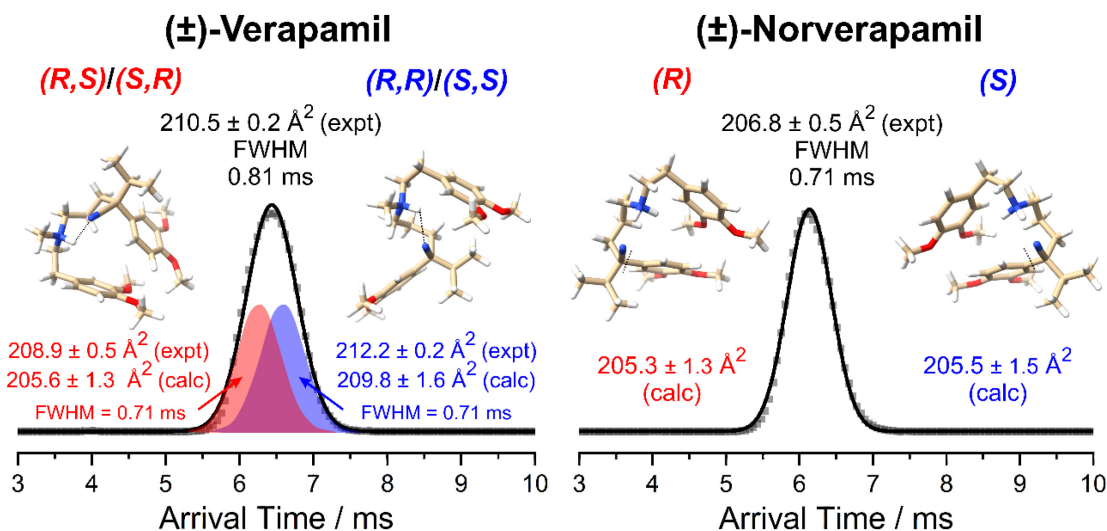 (±)-Verapamil
(R,S)/(S,R)
(R,R)/(S,S)
210.5 ± 0.2 Å² (expt)
FWHM
0.81 ms
208.9 ± 0.5 Å² (expt)
205.6 ± 1.3 Å² (calc)
FWHM = 0.71 ms
212.2 ± 0.2 Å² (expt)
209.8 ± 1.6 Å² (calc)
FWHM = 0.71 ms
3 4 5 6 7 8 9 10
Arrival Time / ms
(±)-Norverapamil
(R)
(S)
206.8 ± 0.5 Å² (expt)
FWHM
0.71 ms
205.3 ± 1.3 Å²
(calc)
205.5 ± 1.5 Å²
(calc)
3 4 5 6 7 8 9 10
Arrival Time / ms